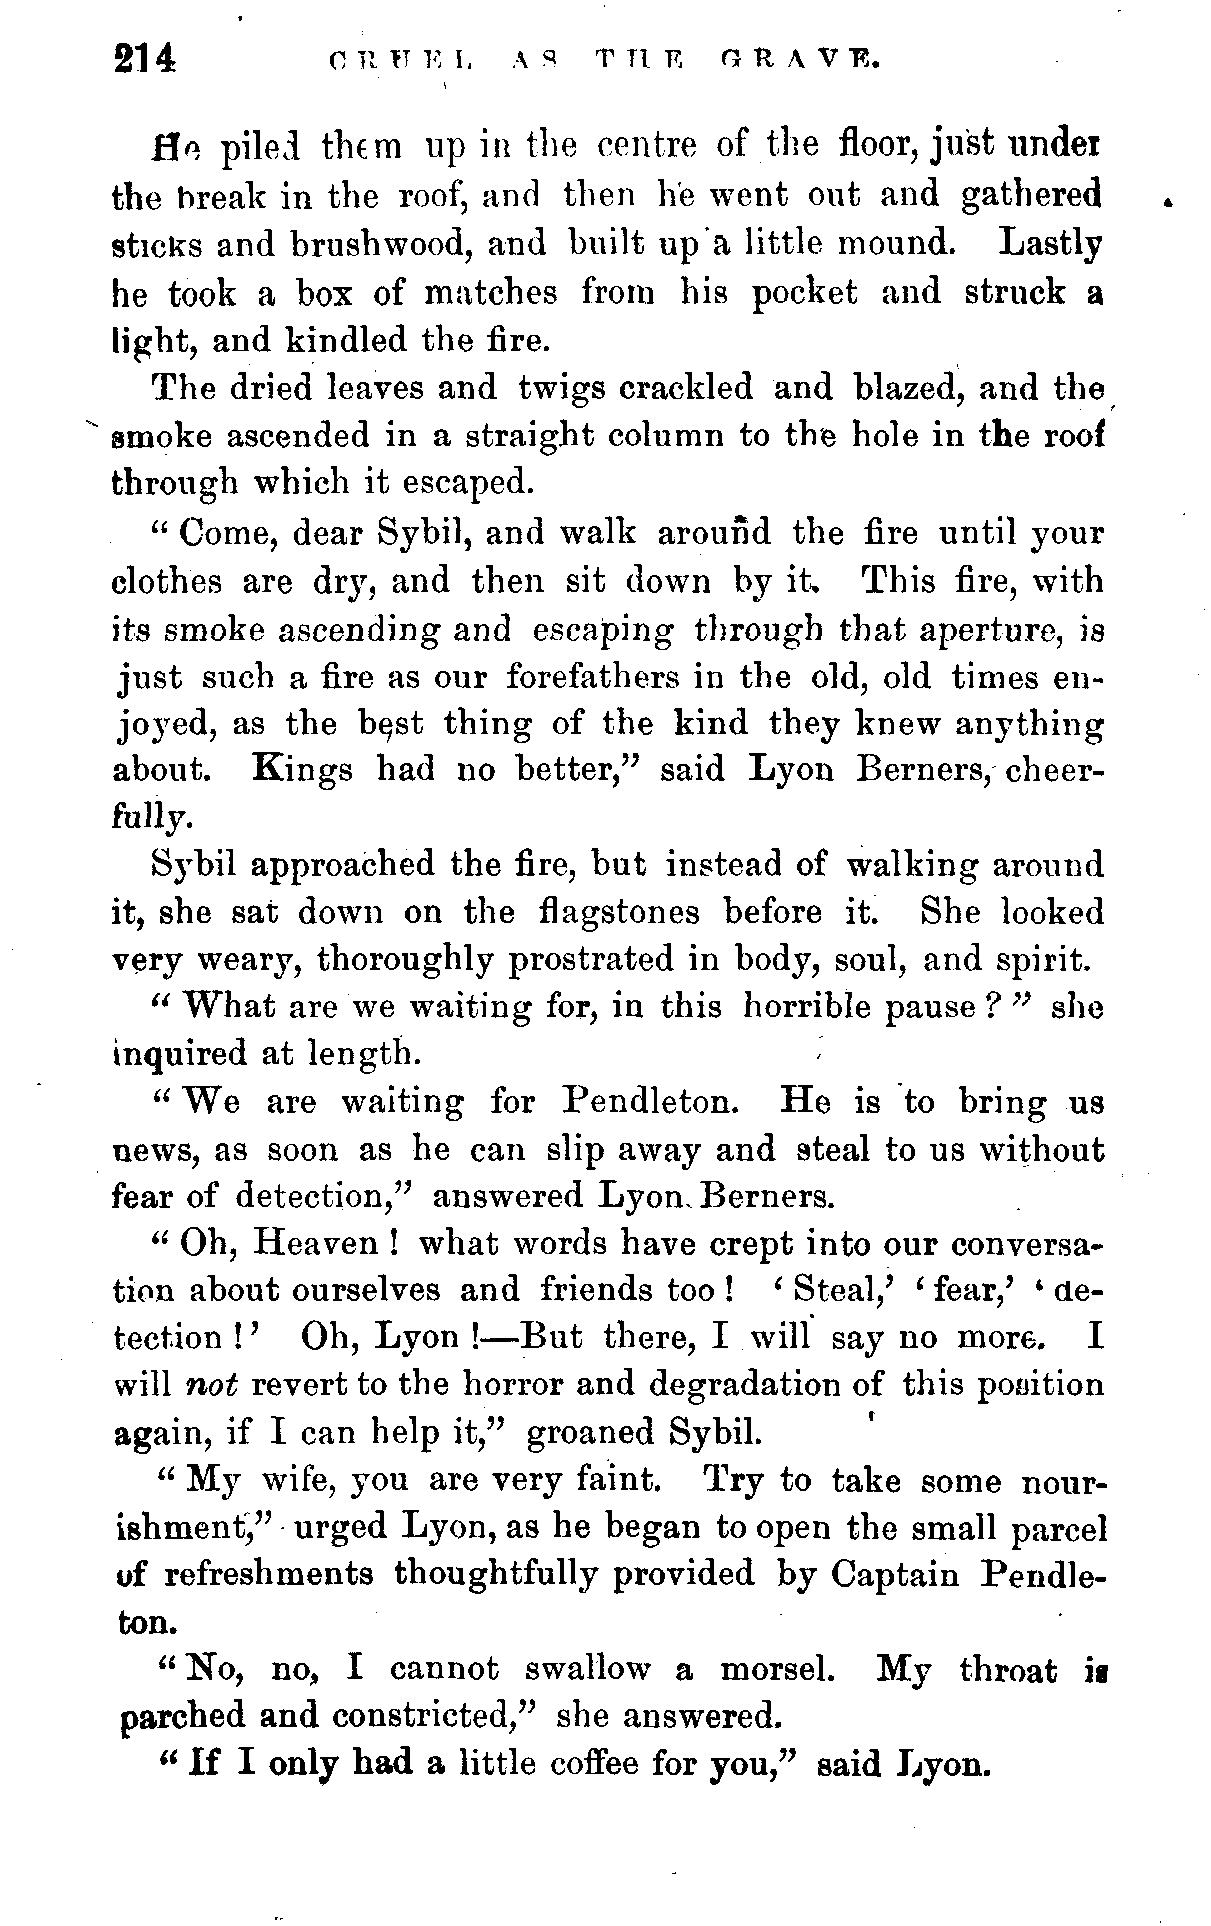 214 CRUEL AS THE GRAVE.
He piled them up in the centre of the floor, just under
the break in the roof, and then he went out and gathered
sticks and brushwood, and built up a little mound. Lastly
he took a box of matches from his pocket and struck a
light, and kindled the fire.
The dried leaves and twigs crackled and blazed, and the
smoke ascended in a straight column to the hole in the roof
through which it escaped.
“ Come, dear Sybil, and walk around the fire until your
clothes are dry, and then sit down by it. This fire, with
its smoke ascending and escaping through that aperture, is
just such a fire as our forefathers in the old, old times en-
joyed, as the best thing of the kind they knew anything
about. Kings had no better,” said Lyon Berners, cheer-
fully.
Sybil approached the fire, but instead of walking around
it, she sat down on the flagstones before it. She looked
very weary, thoroughly prostrated in body, soul, and spirit.
“ What are we waiting for, in this horrible pause ? ” she
inquired at length.
“ We are waiting for Pendleton. He is to bring us
news, as soon as he can slip away and steal to us without
fear of detection,” answered Lyon Berners.
“ Oh, Heaven ! what words have crept into our conversa-
tion about ourselves and friends too ! ‘ Steal,’ ‘ fear,’ ‘ de-
tection ! ’ Oh, Lyon !—But there, I will say no more. I
will not revert to the horror and degradation of this position
again, if I can help it,” groaned Sybil.
“ My wife, you are very faint. Try to take some nour-
ishment,” urged Lyon, as he began to open the small parcel
of refreshments thoughtfully provided by Captain Pendle-
ton.
“ No, no, I cannot swallow a morsel. My throat is
parched and constricted,” she answered.
“ If I only had a little coffee for you,” said Lyon.